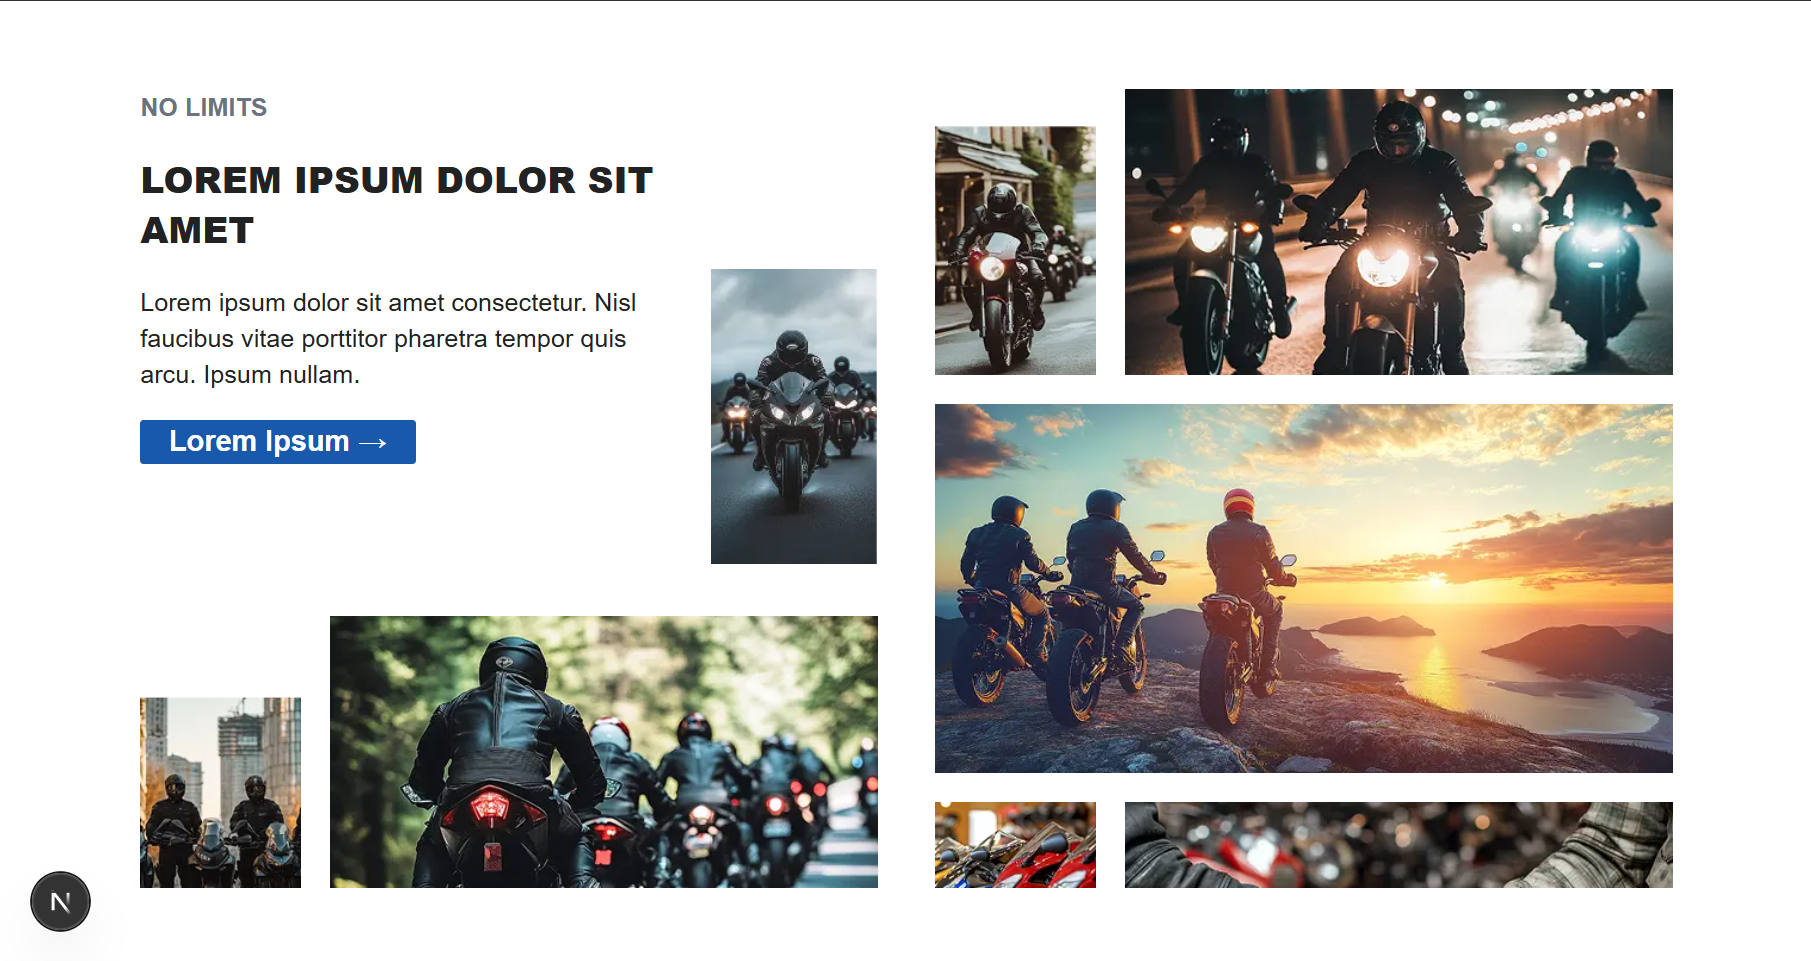 NO LIMITS
LOREM IPSUM DOLOR SIT
AMET
Lorem ipsum dolor sit amet consectetur. Nisl
faucibus vitae porttitor pharetra tempor quis
arcu. Ipsum nullam.
Lorem Ipsum →
N